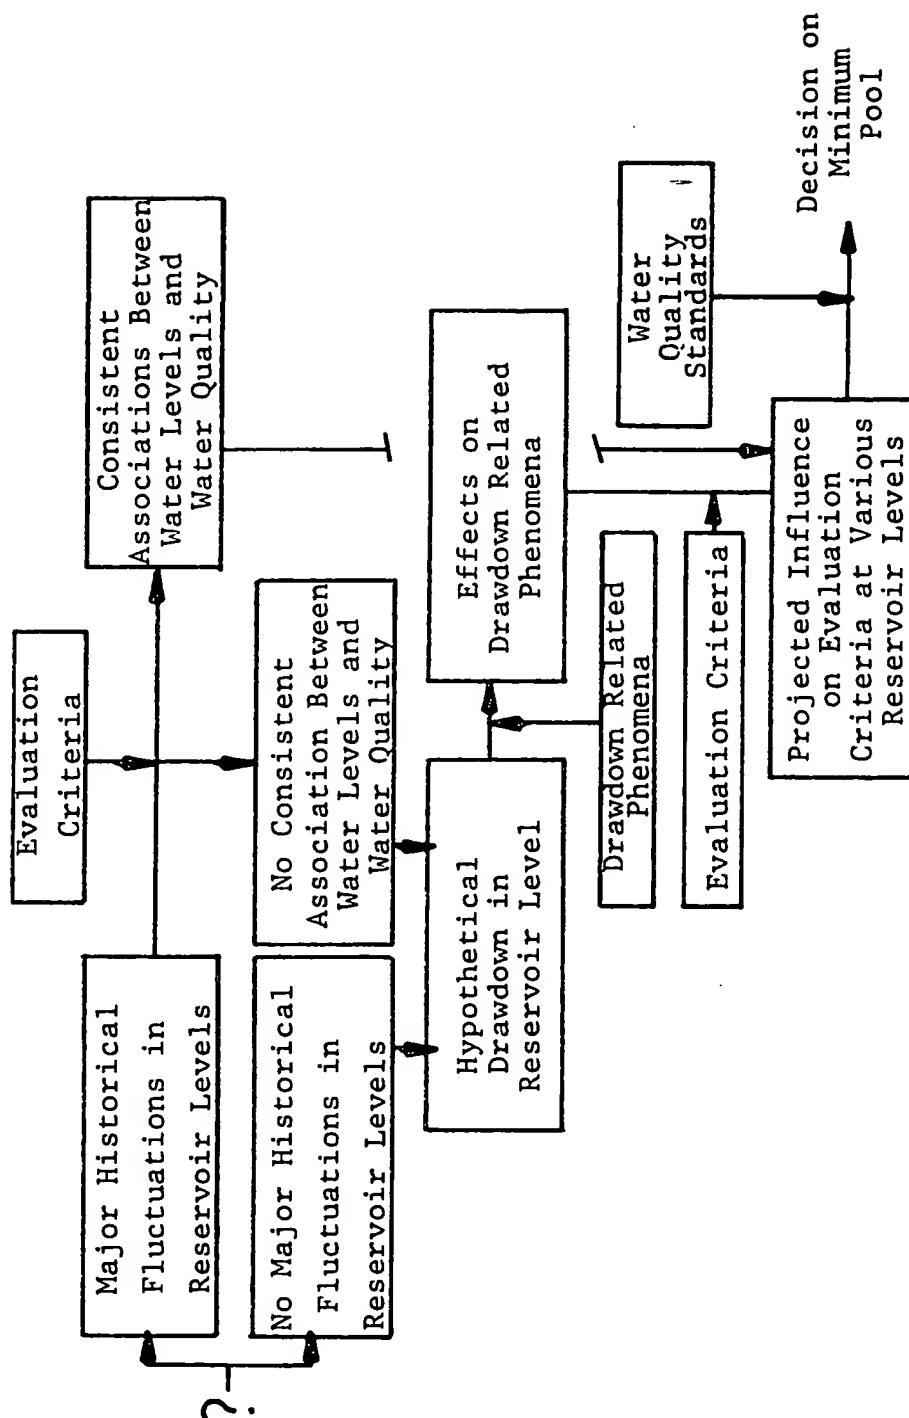 ?
Major Historical
Fluctuations in
Reservoir Levels
No Major Historical
Fluctuations in
Reservoir Levels
Evaluation
Criteria
Consistent
Associations Between
Water Levels and
Water Quality
No Consistent
Association Between
Water Levels and
Water Quality
Hypothetical
Drawdown in
Reservoir Level
Effects on
Drawdown Related
Phenomena
Drawdown Related
Phenomena
Evaluation Criteria
Water
Quality
Standards
Projected Influence
on Evaluation
Criteria at Various
Reservoir Levels
Decision on
Minimum
Pool